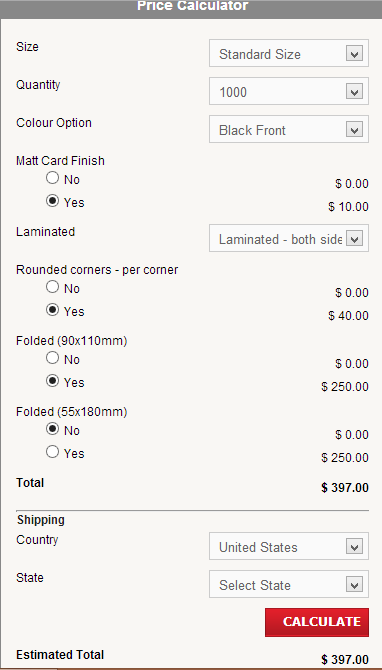 Price Calculator
Size Standard Size
Quantity 1000
Colour Option Black Front
Matt Card Finish
No $ 0.00
Yes $ 10.00
Laminated Laminated - both side
Rounded corners - per corner
No $ 0.00
Yes $ 40.00
Folded (90x110mm)
No $ 0.00
Yes $ 250.00
Folded (55x180mm)
No $ 0.00
Yes $ 250.00
Total $ 397.00
Shipping
Country United States
State Select State
CALCULATE
Estimated Total $ 397.00